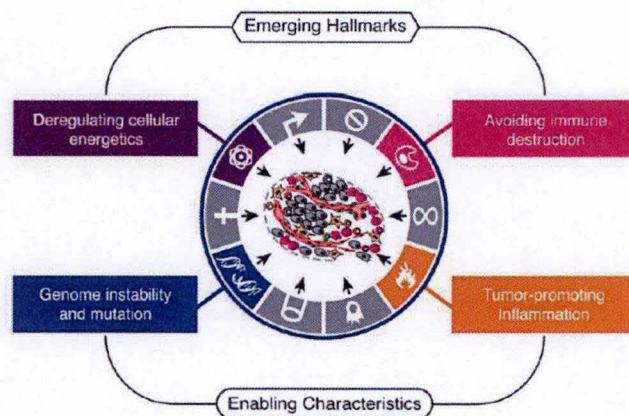 Emerging Hallmarks
Deregulating cellular
energetics
Avoiding immune
destruction
Genome instability
and mutation
Tumor-promoting
Inflammation
Enabling Characteristics